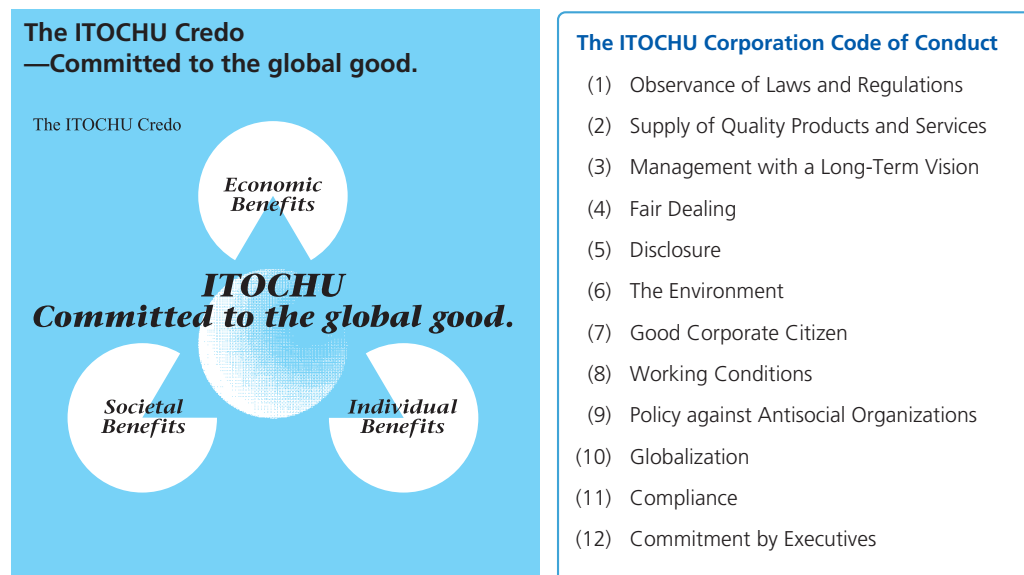 The ITOCHU Credo
—Committed to the global good.
The ITOCHU Credo
Economic
Benefits
ITOCHU
Committed to the global good.
Societal
Benefits
Individual
Benefits
The ITOCHU Corporation Code of Conduct
(1) Observance of Laws and Regulations
(2) Supply of Quality Products and Services
(3) Management with a Long-Term Vision
(4) Fair Dealing
(5) Disclosure
(6) The Environment
(7) Good Corporate Citizen
(8) Working Conditions
(9) Policy against Antisocial Organizations
(10) Globalization
(11) Compliance
(12) Commitment by Executives